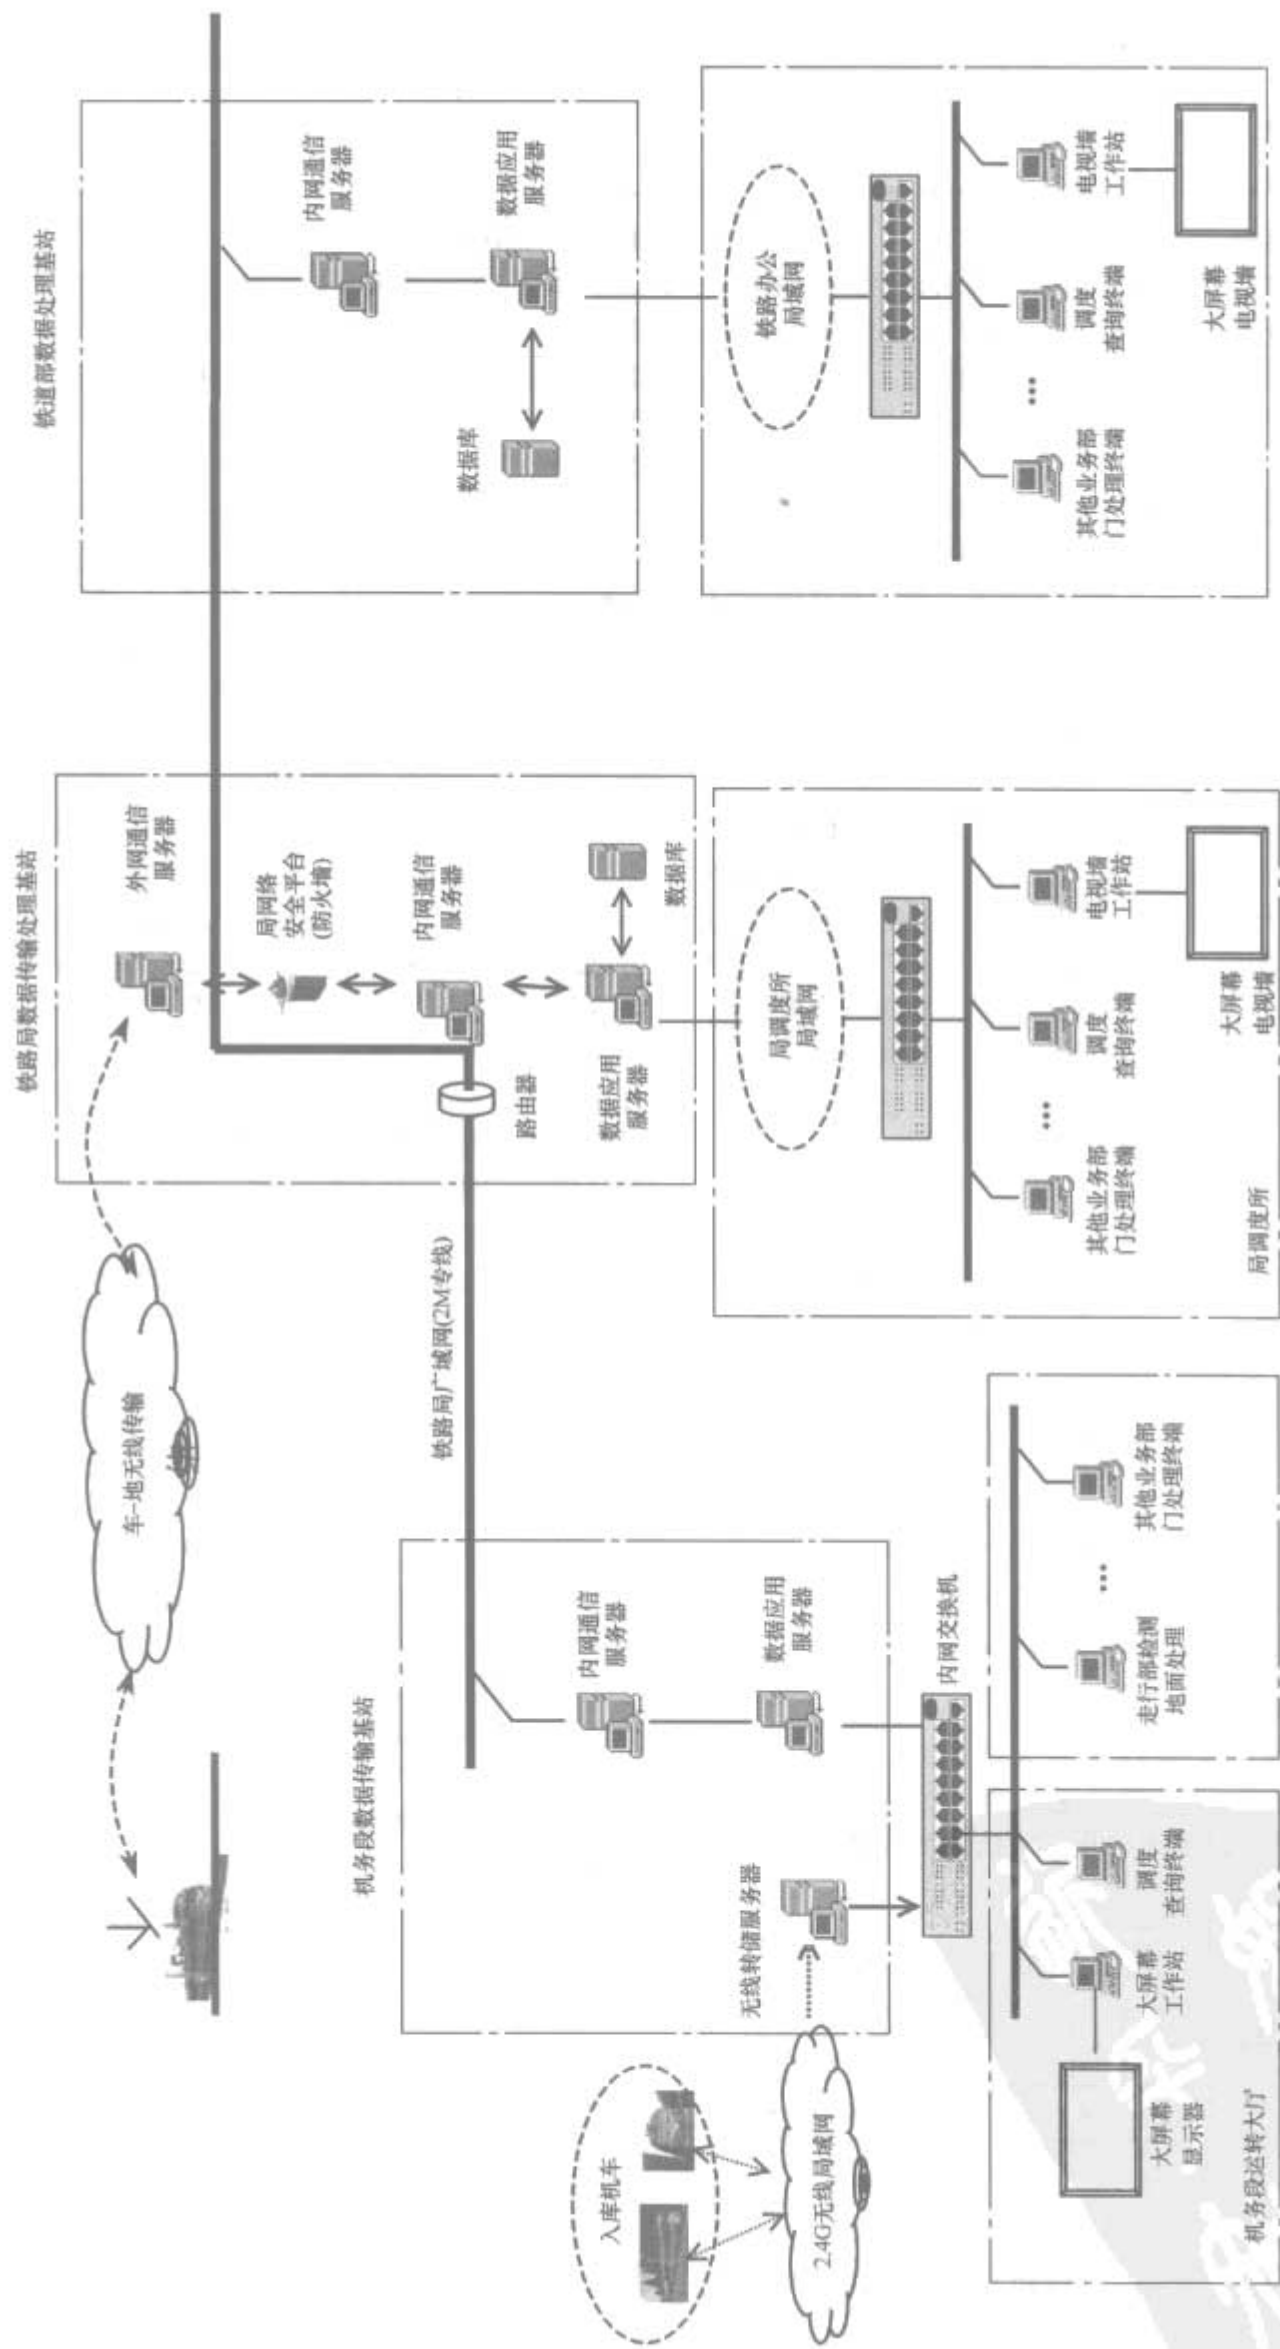 车-地无线传输
铁路局数据传输处理基站
外网通信
服务器
局网络
安全平台
(防火墙)
内网通信
服务器
路由器
数据应用
服务器
数据库
铁道部数据处理基站
内网通信
服务器
数据应用
服务器
数据库
铁路局广域网(2M专线)
机务段数据传输基站
内网通信
服务器
数据应用
服务器
无线转储服务器
内网交换机
入库机车
2.4G无线局域网
大屏幕
显示器
大屏幕
工作站
调度
查询终端
机务段运转大厅
走行部检测
地面处理
...
其他业务部
门处理终端
局调度所
局域网
其他业务部
门处理终端
...
调度
查询终端
电视墙
工作站
大屏幕
电视墙
局调度所
铁路办公
局域网
其他业务部
门处理终端
...
调度
查询终端
电视墙
工作站
大屏幕
电视墙